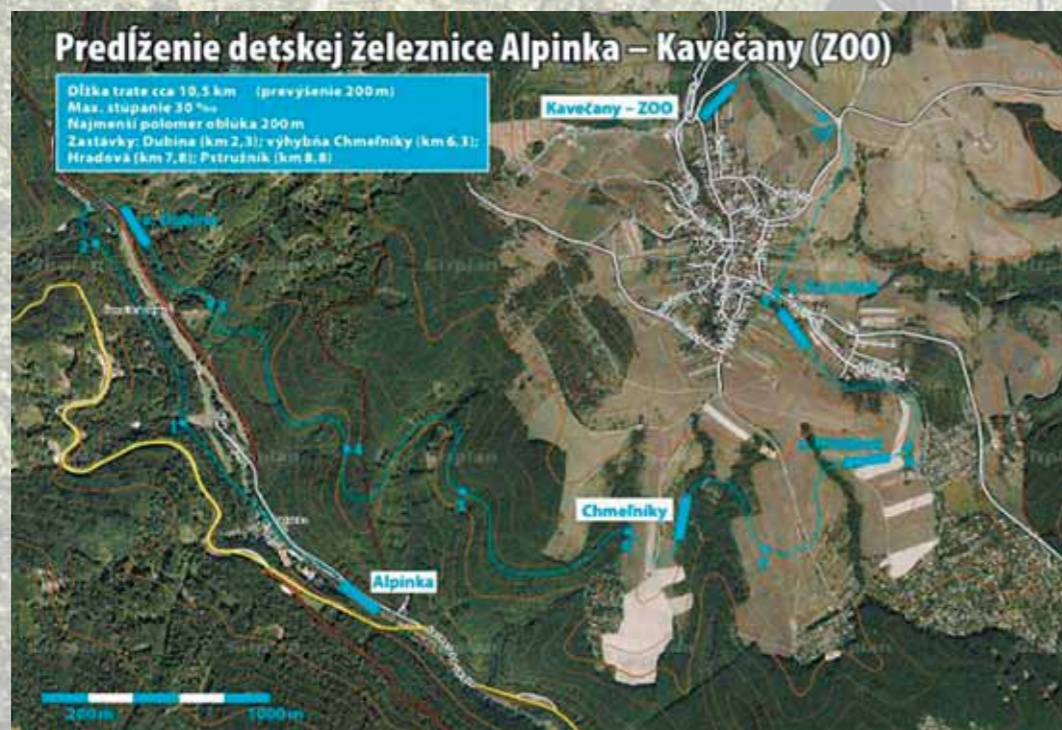 Predĺženie detskej železnice Alpinka – Kavečany (ZOO)
Dĺžka trate cca 10,5 km (prevýšenie 200 m)
Max. stúpanie 30 ‰
Najmenší polomer oblúka 200 m
Zastávky: Dubina (km 2,3); výhybňa Chmeľníky (km 6,3);
Hradová (km 7,8); Pstružník (km 8,8)
Kavečany – ZOO
z. Dubina
Chmeľníky
Alpinka
200 m 1000 m